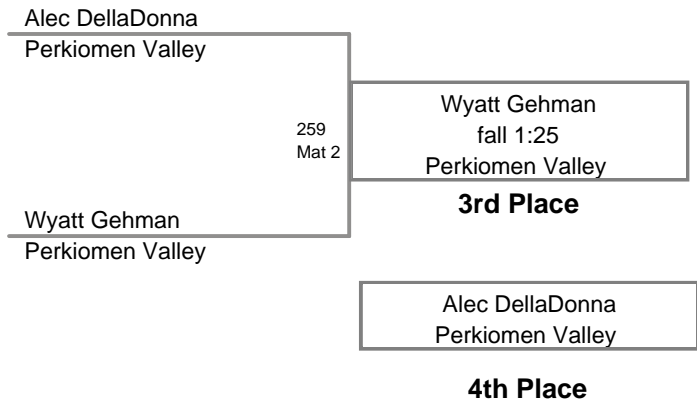 Alec DellaDonna
Perkiomen Valley
259
Mat 2
Wyatt Gehman
fall 1:25
Perkiomen Valley
3rd Place
Wyatt Gehman
Perkiomen Valley
Alec DellaDonna
Perkiomen Valley
4th Place